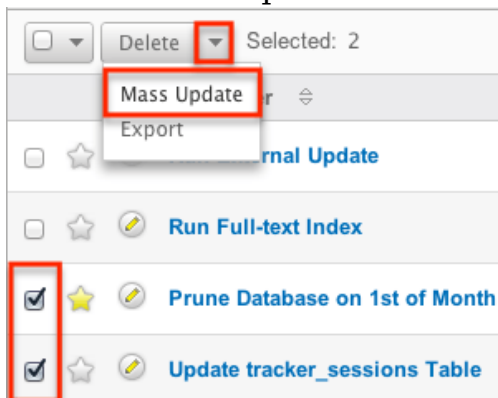 Delete Selected: 2
Mass Update
Export
rnal Update
Run Full-text Index
Prune Database on 1st of Month
Update tracker_sessions Table